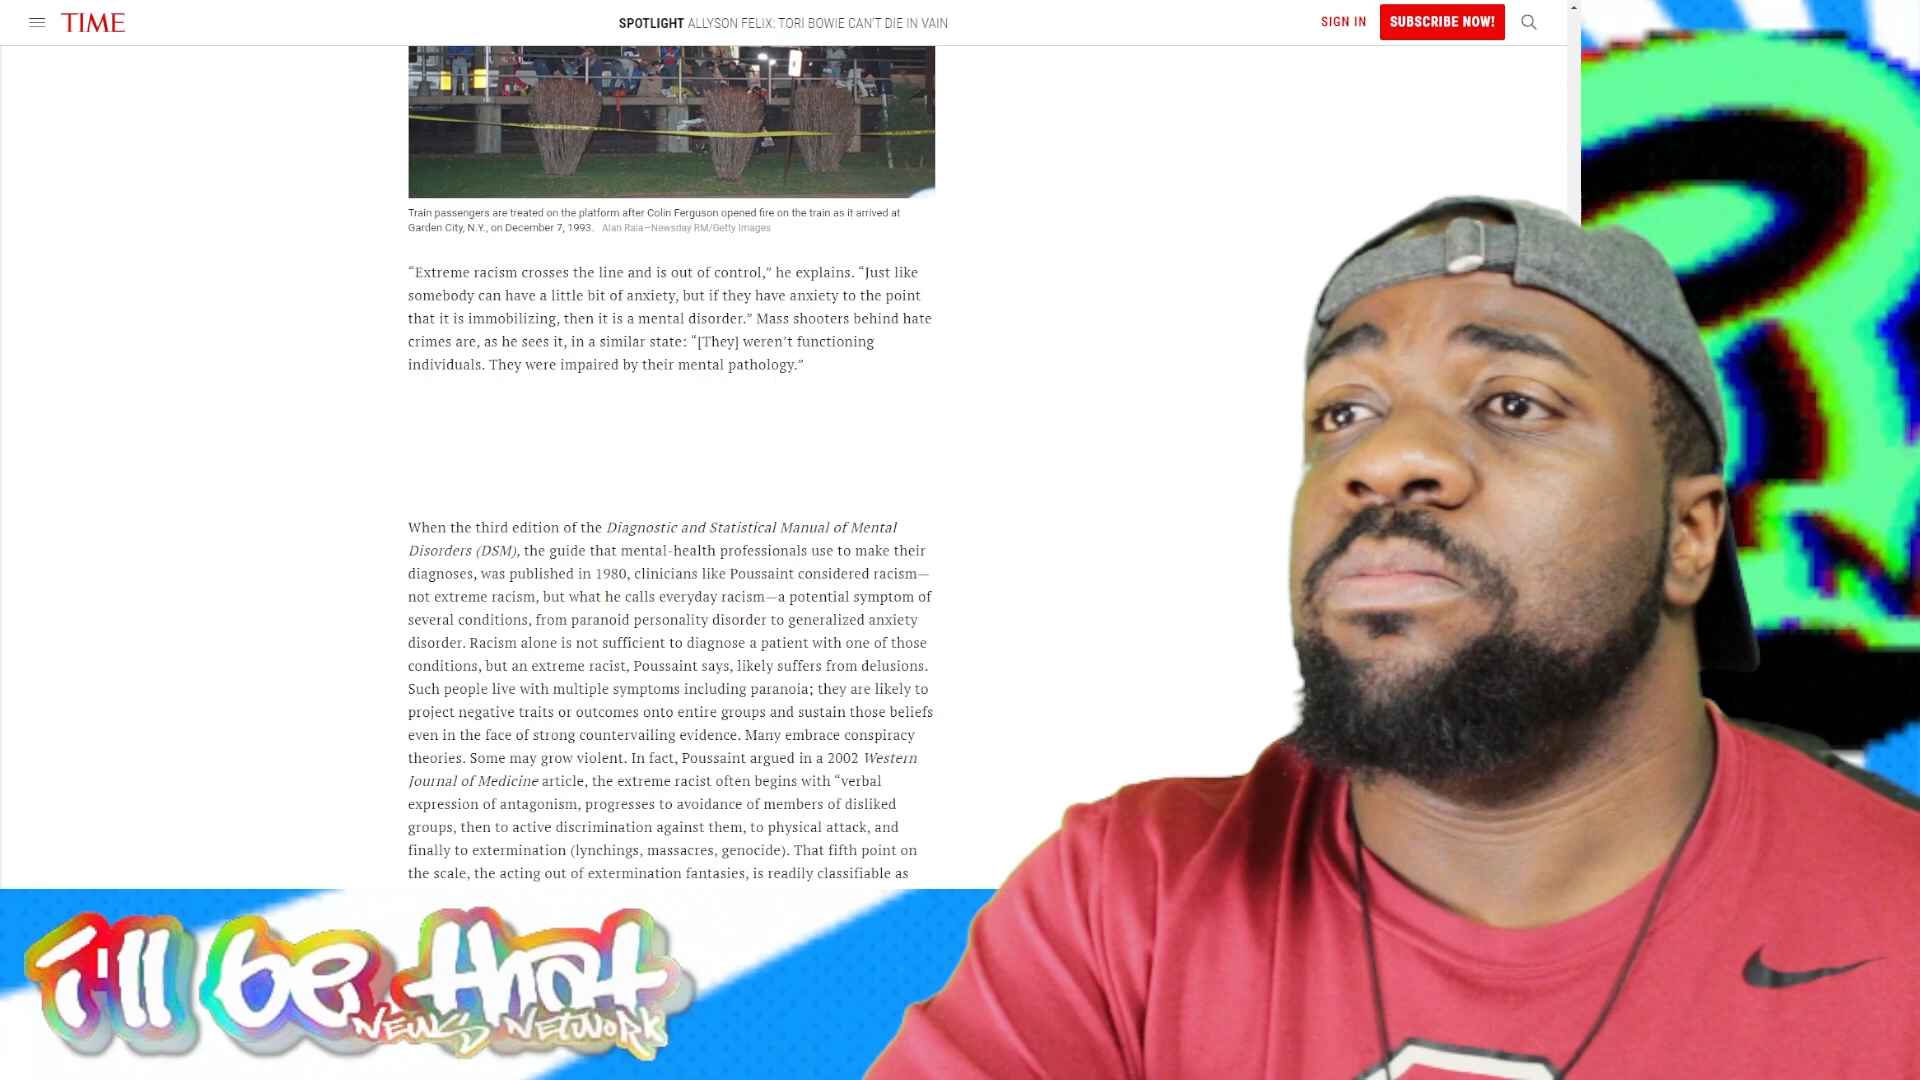 TIME
SPOTLIGHT ALLYSON FELIX: TORI BOWIE CAN'T DIE IN VAIN
SIGN IN
SUBSCRIBE NOW!
Train passengers are treated on the platform after Colin Ferguson opened fire on the train as it arrived at
Garden City, N.Y., on December 7, 1993. Alan Raia—Newsday RM/Getty Images
“Extreme racism crosses the line and is out of control,” he explains. “Just like
somebody can have a little bit of anxiety, but if they have anxiety to the point
that it is immobilizing, then it is a mental disorder.” Mass shooters behind hate
crimes are, as he sees it, in a similar state: “[They] weren’t functioning
individuals. They were impaired by their mental pathology.”
When the third edition of the Diagnostic and Statistical Manual of Mental
Disorders (DSM), the guide that mental-health professionals use to make their
diagnoses, was published in 1980, clinicians like Poussaint considered racism—
not extreme racism, but what he calls everyday racism—a potential symptom of
several conditions, from paranoid personality disorder to generalized anxiety
disorder. Racism alone is not sufficient to diagnose a patient with one of those
conditions, but an extreme racist, Poussaint says, likely suffers from delusions.
Such people live with multiple symptoms including paranoia; they are likely to
project negative traits or outcomes onto entire groups and sustain those beliefs
even in the face of strong countervailing evidence. Many embrace conspiracy
theories. Some may grow violent. In fact, Poussaint argued in a 2002 Western
Journal of Medicine article, the extreme racist often begins with “verbal
expression of antagonism, progresses to avoidance of members of disliked
groups, then to active discrimination against them, to physical attack, and
finally to extermination (lynchings, massacres, genocide). That fifth point on
the scale, the acting out of extermination fantasies, is readily classifiable as
i'll be that
NEWS NETWORK